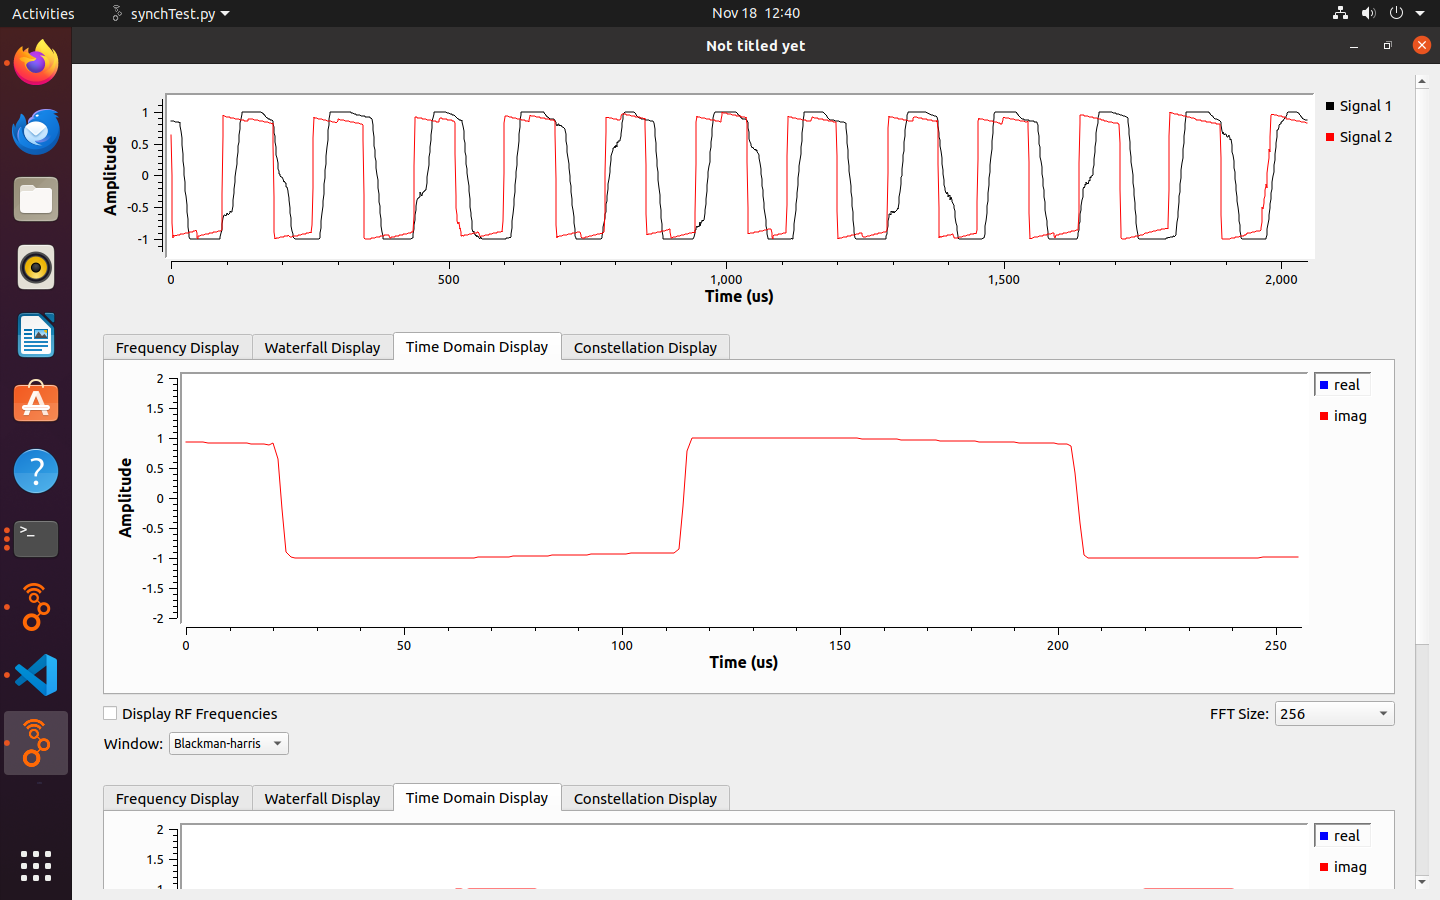 Activities
synchTest.py
Nov 18 12:40
Not titled yet
Amplitude
1
0.5
0
-0.5
-1
0
500
1,000
1,500
2,000
Time (us)
Signal 1
Signal 2
Frequency Display
Waterfall Display
Time Domain Display
Constellation Display
Amplitude
2
1.5
1
0.5
0
-0.5
-1
-1.5
-2
0
50
100
150
200
250
Time (us)
real
imag
Display RF Frequencies
FFT Size: 256
Window: Blackman-harris
Frequency Display
Waterfall Display
Time Domain Display
Constellation Display
2
1.5
1
real
imag